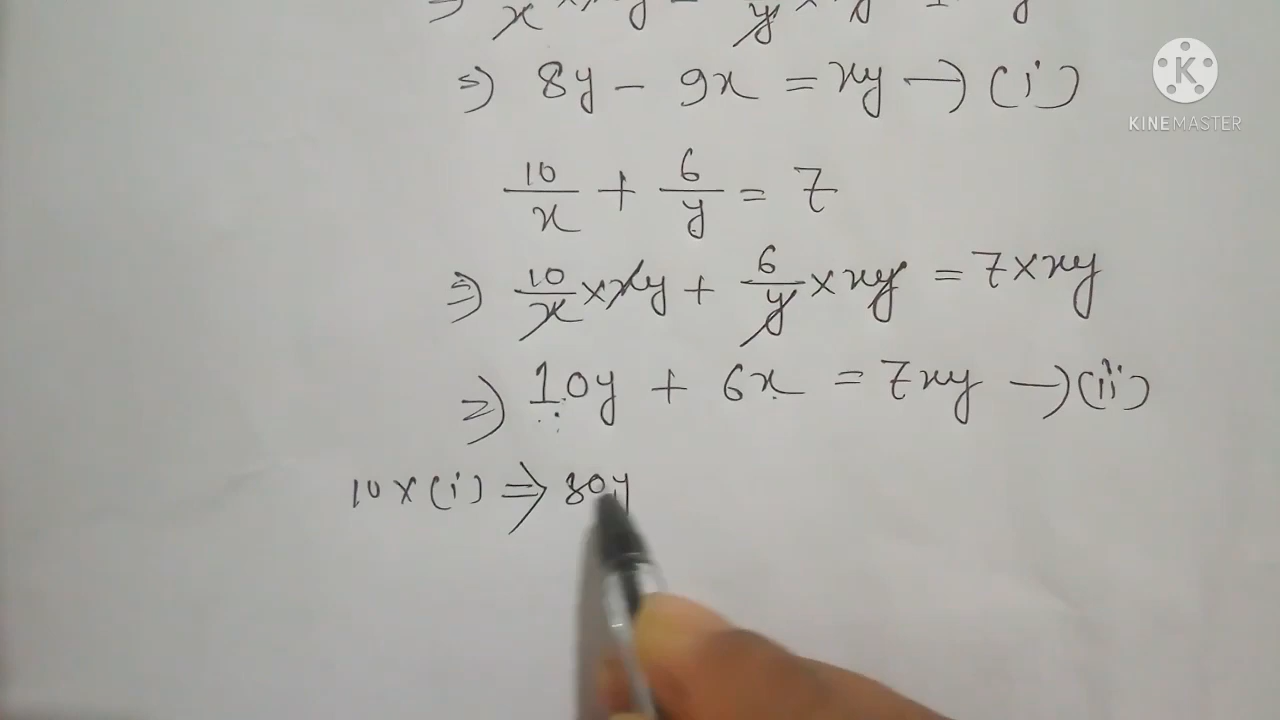 ⇒ 8y - 9x = xy → (i)
K
KINEMASTER
10/x + 6/y = 7
⇒ 10/x × xy + 6/y × xy = 7 × xy
⇒ 10y + 6x = 7xy → (ii)
10 × (i) ⇒ 80y